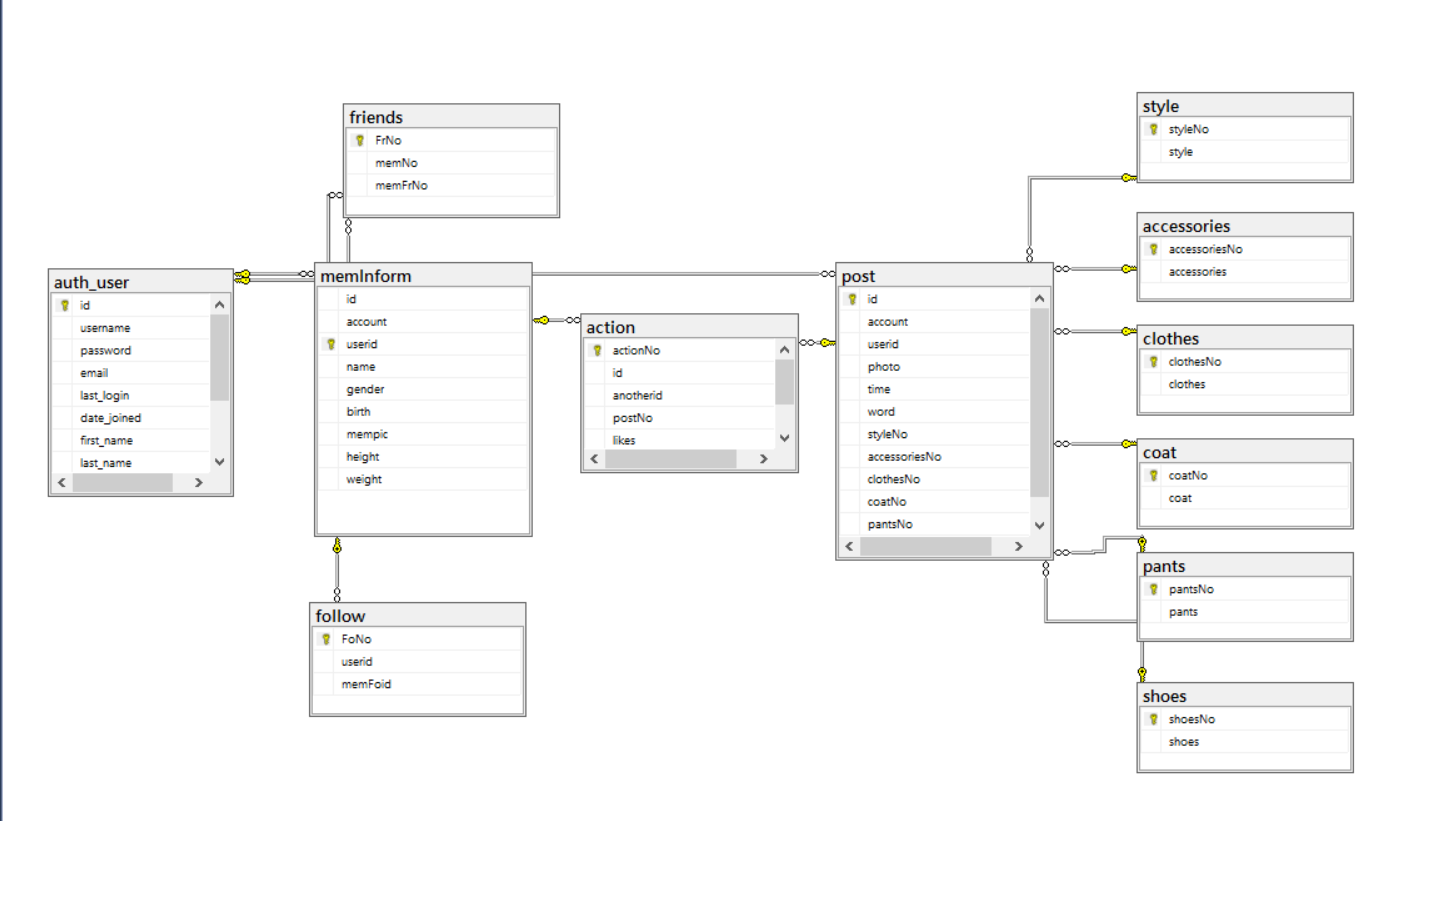 friends
FrNo
memNo
memFrNo
auth_user
id
username
password
email
last_login
date_joined
first_name
last_name
memInform
id
account
userid
name
gender
birth
mempic
height
weight
follow
FoNo
userid
memFoid
action
actionNo
id
anotherid
postNo
likes
post
id
account
userid
photo
time
word
styleNo
accessoriesNo
clothesNo
coatNo
pantsNo
style
styleNo
style
accessories
accessoriesNo
accessories
clothes
clothesNo
clothes
coat
coatNo
coat
pants
pantsNo
pants
shoes
shoesNo
shoes